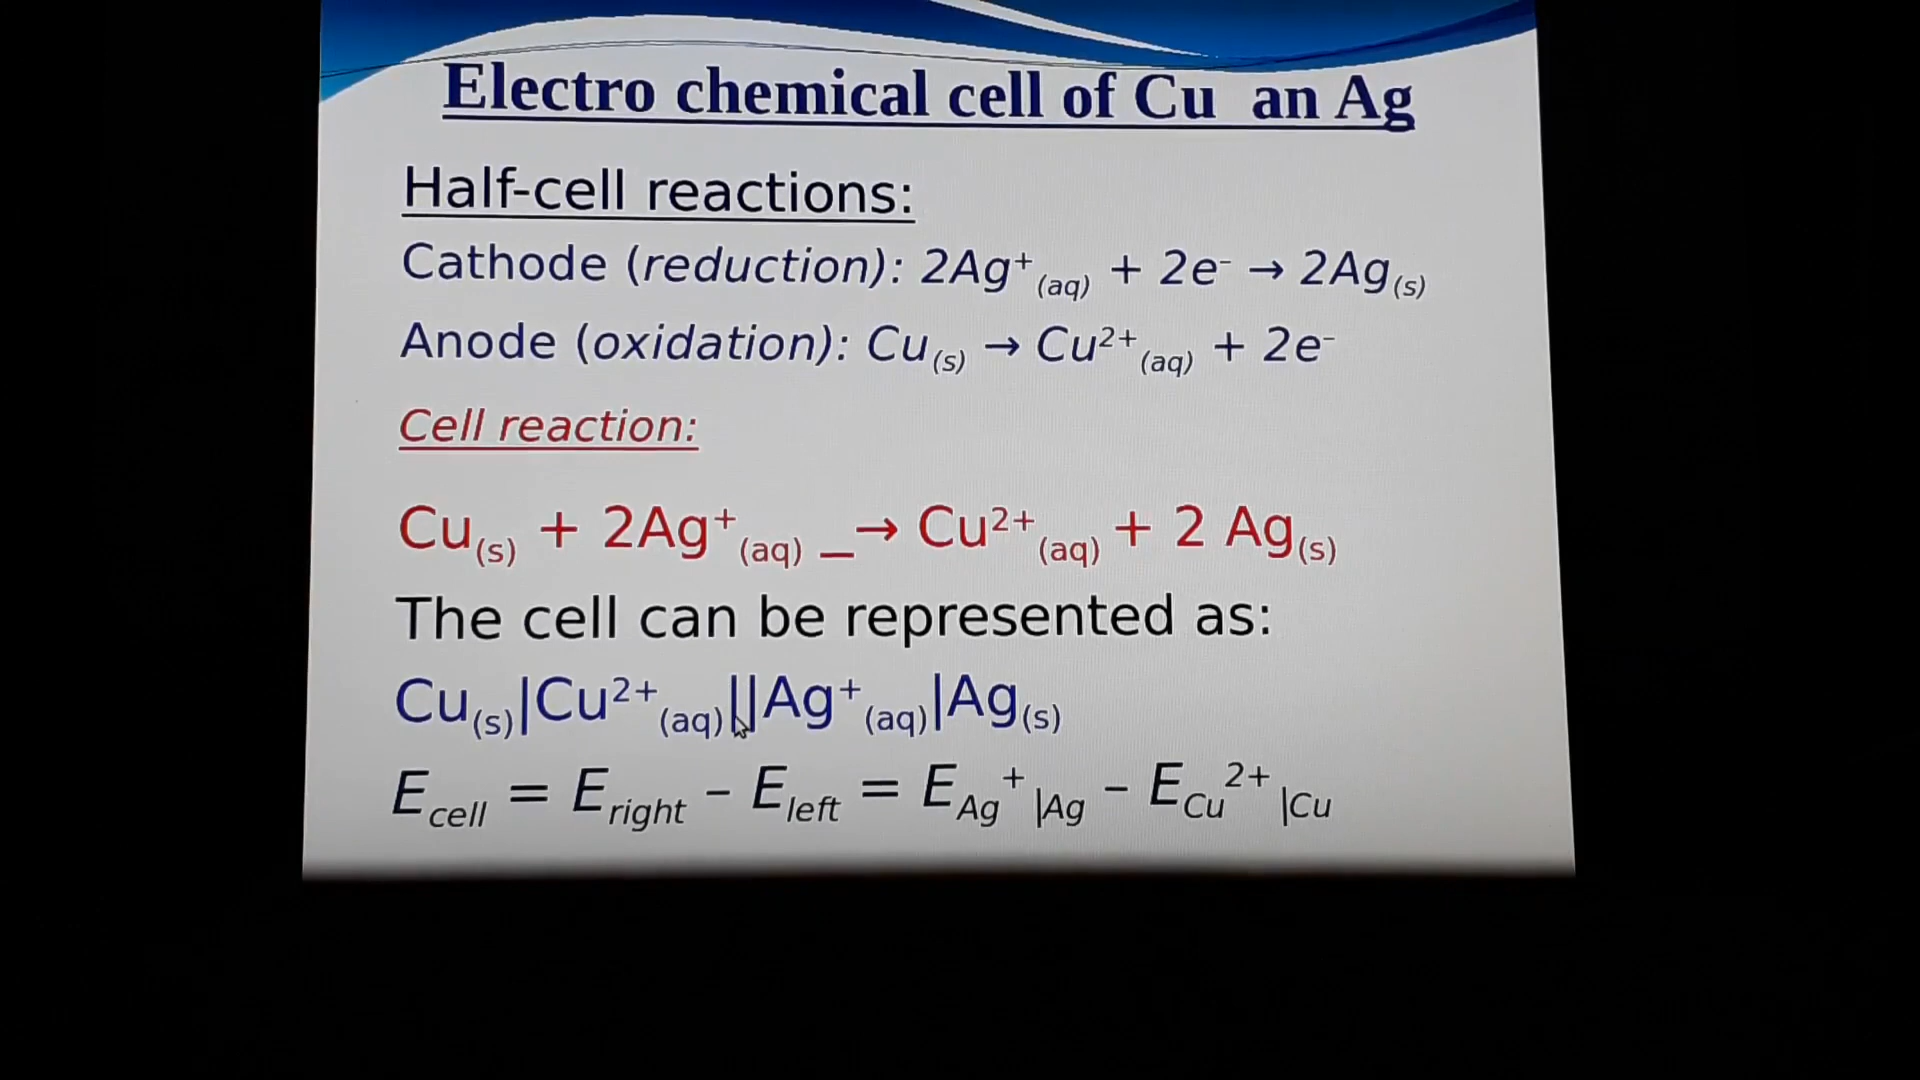 Electro chemical cell of Cu an Ag
Half-cell reactions:
Cathode (reduction): 2Ag⁺(aq) + 2e⁻ → 2Ag(s)
Anode (oxidation): Cu(s) → Cu²⁺(aq) + 2e⁻
Cell reaction:
Cu(s) + 2Ag⁺(aq) _→ Cu²⁺(aq) + 2 Ag(s)
The cell can be represented as:
Cu(s)|Cu²⁺(aq)||Ag⁺(aq)|Ag(s)
Ecell = Eright – Eleft = EAg⁺|Ag – ECu²⁺|Cu